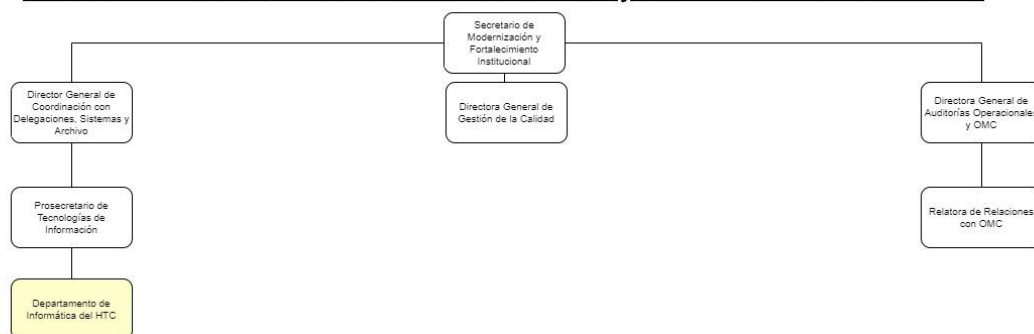 Secretario de
Modernización y
Fortalecimiento
Institucional
Director General de
Coordinación con
Delegaciones, Sistemas y
Archivo
Directora General de
Gestión de la Calidad
Directora General de
Auditorías Operacionales
y OMC
Prosecretario de
Tecnologías de
Información
Relatora de Relaciones
con OMC
Departamento de
Informática del HTC